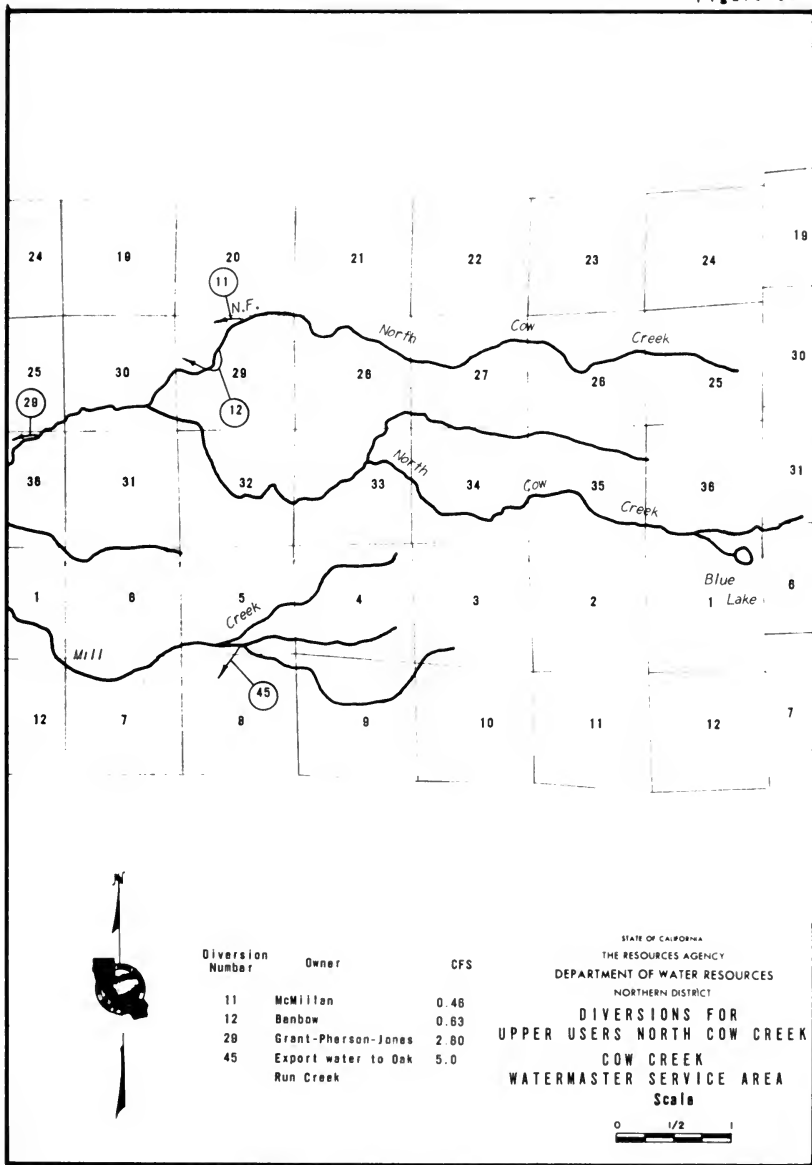 24 19 20 21 22 23 24 19
11
N.F.
North Cow Creek
25 30 29 28 27 26 25 30
29
12
36 31 32 33 34 35 36 31
North Cow Creek
1 6 5 4 3 2 1 6
Creek
Blue
Lake
Mill
45
12 7 8 9 10 11 12 7
N
Diversion
Number Owner CFS
11 McMillan 0.46
12 Benbow 0.63
29 Grant-Pherson-Jones 2.80
45 Export water to Oak 5.0
Run Creek
STATE OF CALIFORNIA
THE RESOURCES AGENCY
DEPARTMENT OF WATER RESOURCES
NORTHERN DISTRICT
DIVERSIONS FOR
UPPER USERS NORTH COW CREEK
COW CREEK
WATERMASTER SERVICE AREA
Scale
0 1/2 1